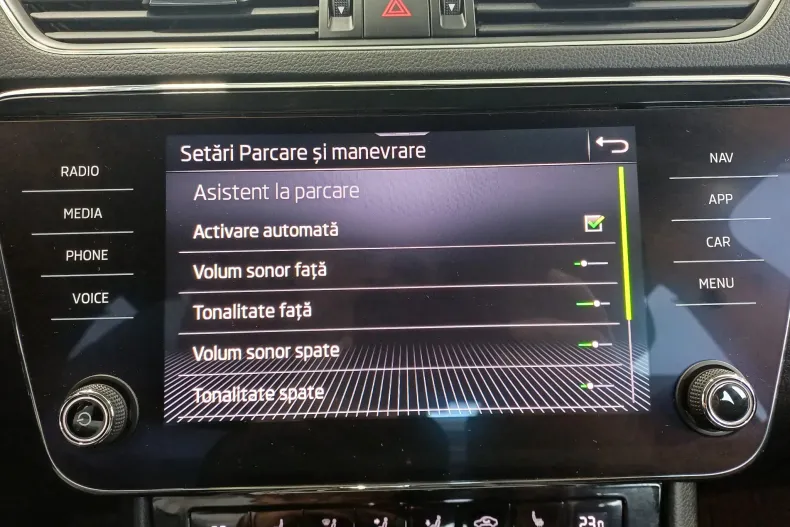 RADIO
MEDIA
PHONE
VOICE
Setări Parcare și manevrare
Asistent la parcare
Activare automată
Volum sonor față
Tonalitate față
Volum sonor spate
Tonalitate spate
NAV
APP
CAR
MENU